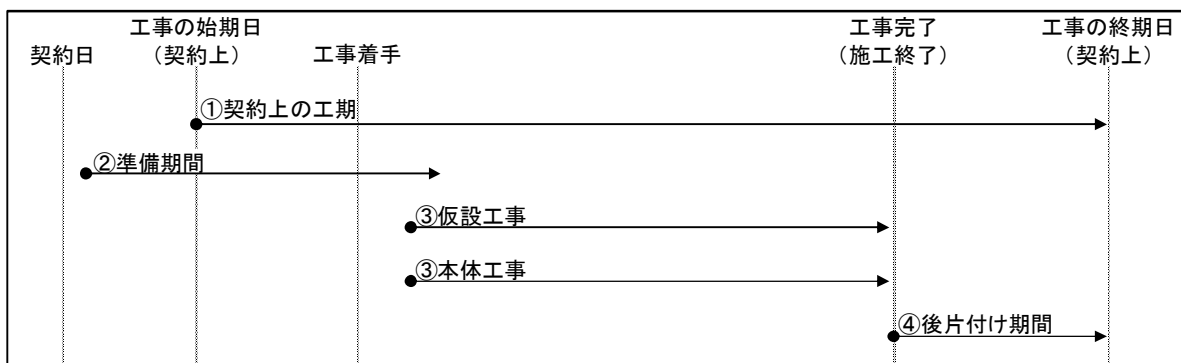 契約日
工事の始期日
（契約上）
工事着手
工事完了
（施工終了）
工事の終期日
（契約上）
①契約上の工期
②準備期間
③仮設工事
③本体工事
④後片付け期間